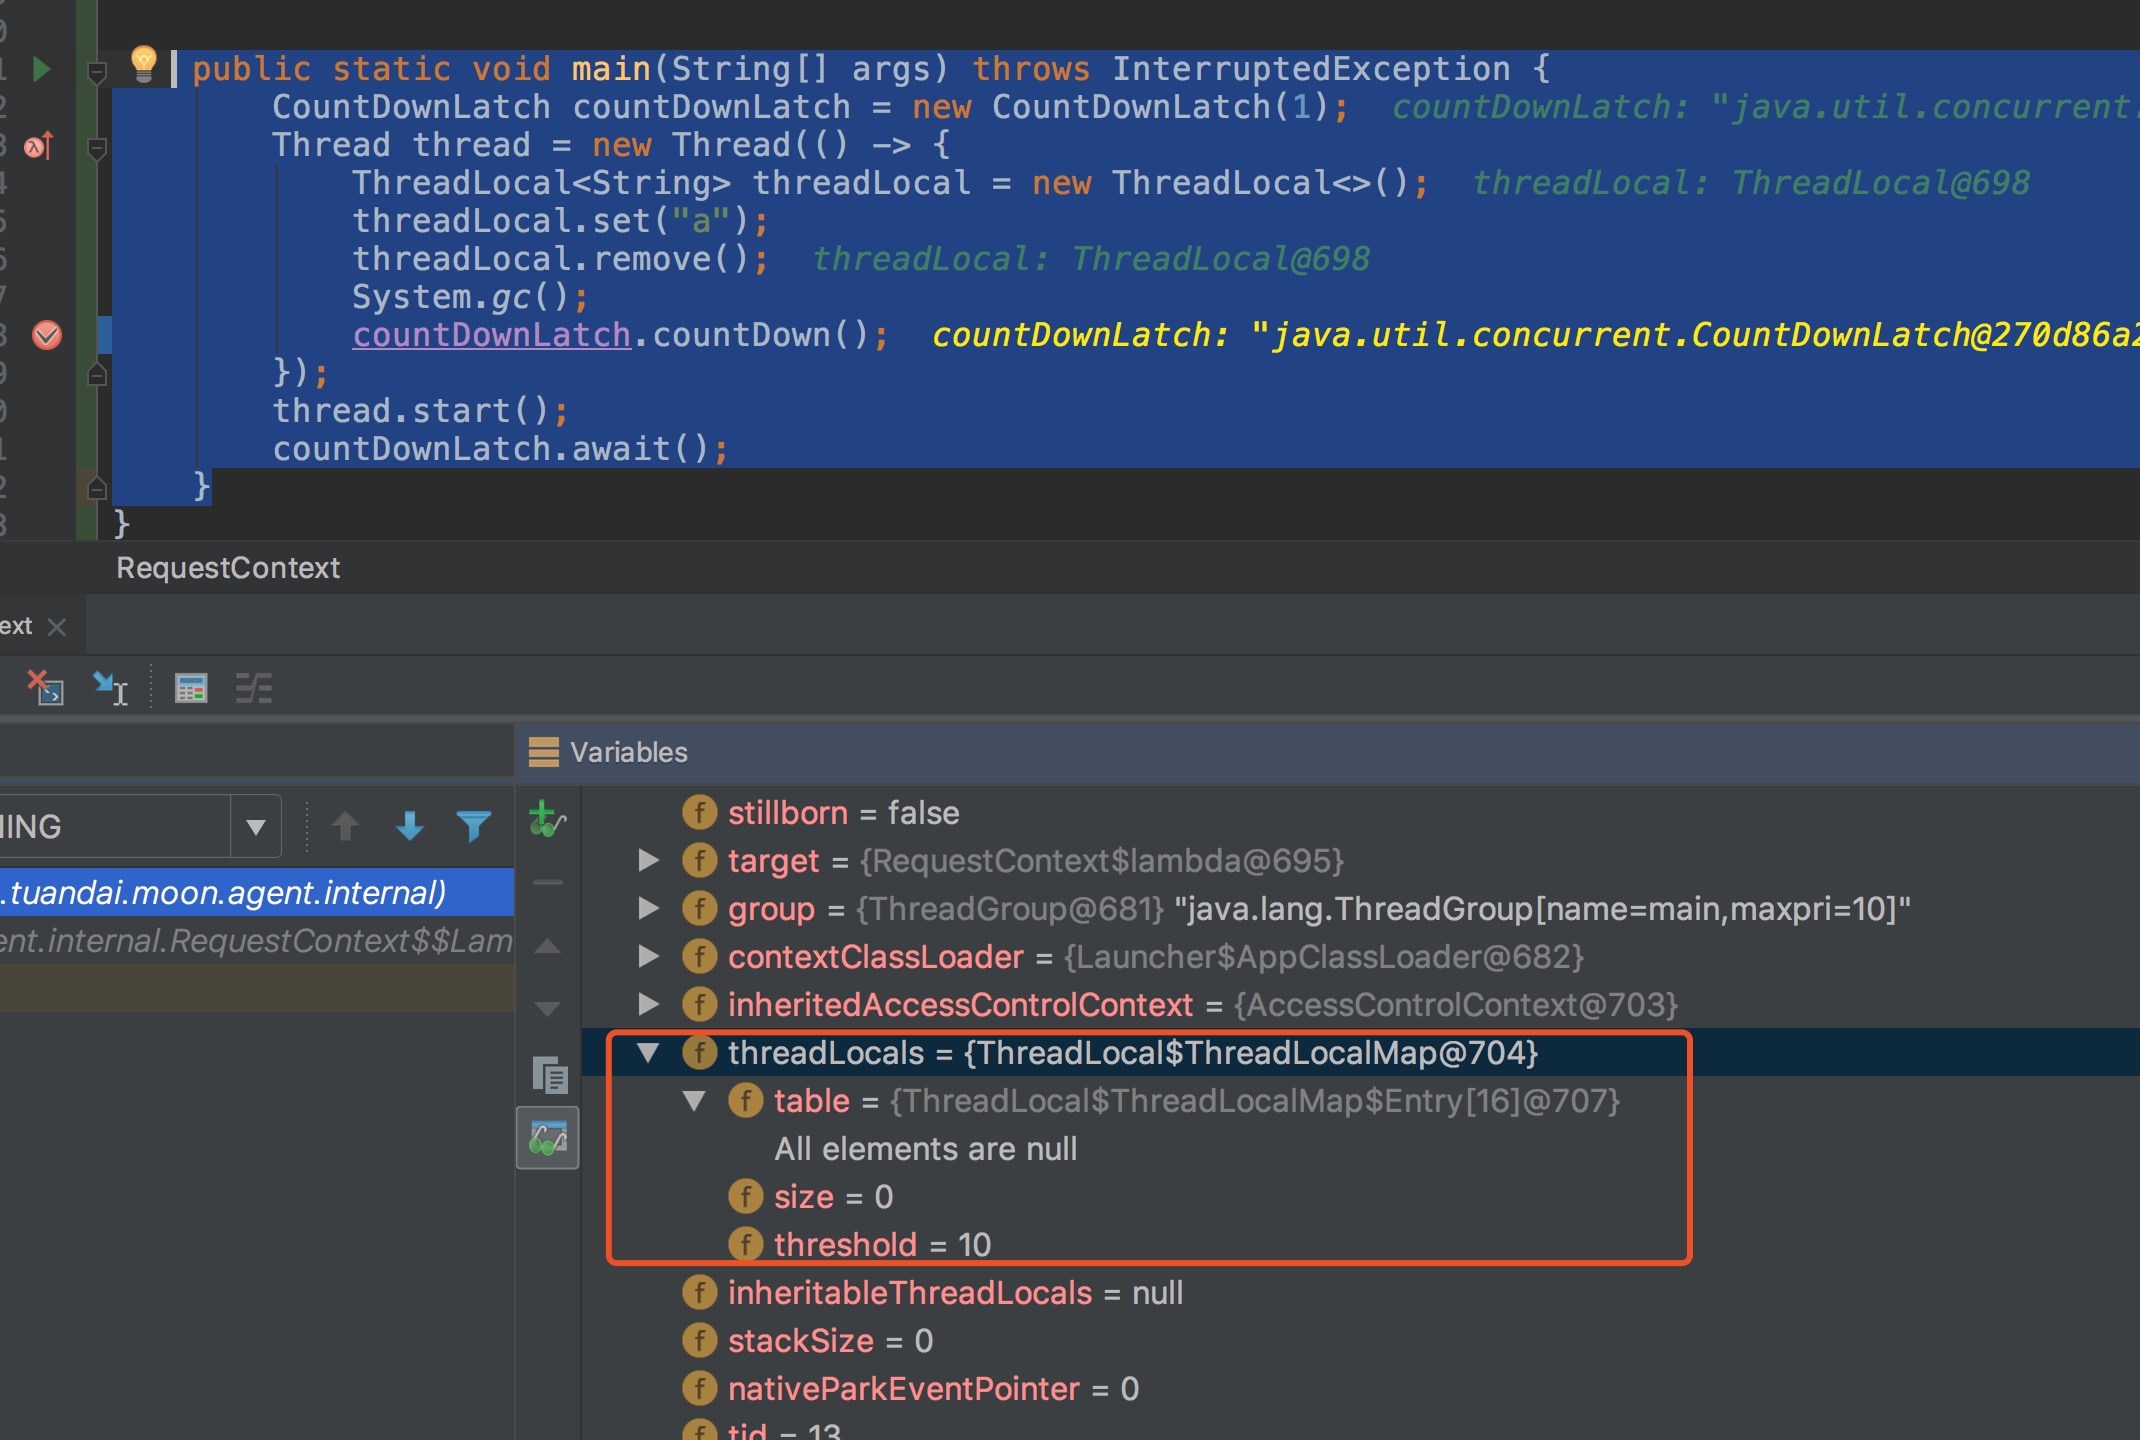 public static void main(String[] args) throws InterruptedException {
CountDownLatch countDownLatch = new CountDownLatch(1); countDownLatch: "java.util.concurrent.
Thread thread = new Thread(() -> {
ThreadLocal<String> threadLocal = new ThreadLocal<>(); threadLocal: ThreadLocal@698
threadLocal.set("a");
threadLocal.remove(); threadLocal: ThreadLocal@698
System.gc();
countDownLatch.countDown(); countDownLatch: "java.util.concurrent.CountDownLatch@270d86a2
});
thread.start();
countDownLatch.await();
}
}
RequestContext
ext
Variables
NING
.tuandai.moon.agent.internal)
ent.internal.RequestContext$$Lam
stillborn = false
target = {RequestContext$lambda@695}
group = {ThreadGroup@681} "java.lang.ThreadGroup[name=main,maxpri=10]"
contextClassLoader = {Launcher$AppClassLoader@682}
inheritedAccessControlContext = {AccessControlContext@703}
threadLocals = {ThreadLocal$ThreadLocalMap@704}
table = {ThreadLocal$ThreadLocalMap$Entry[16]@707}
All elements are null
size = 0
threshold = 10
inheritableThreadLocals = null
stackSize = 0
nativeParkEventPointer = 0
tid = 13